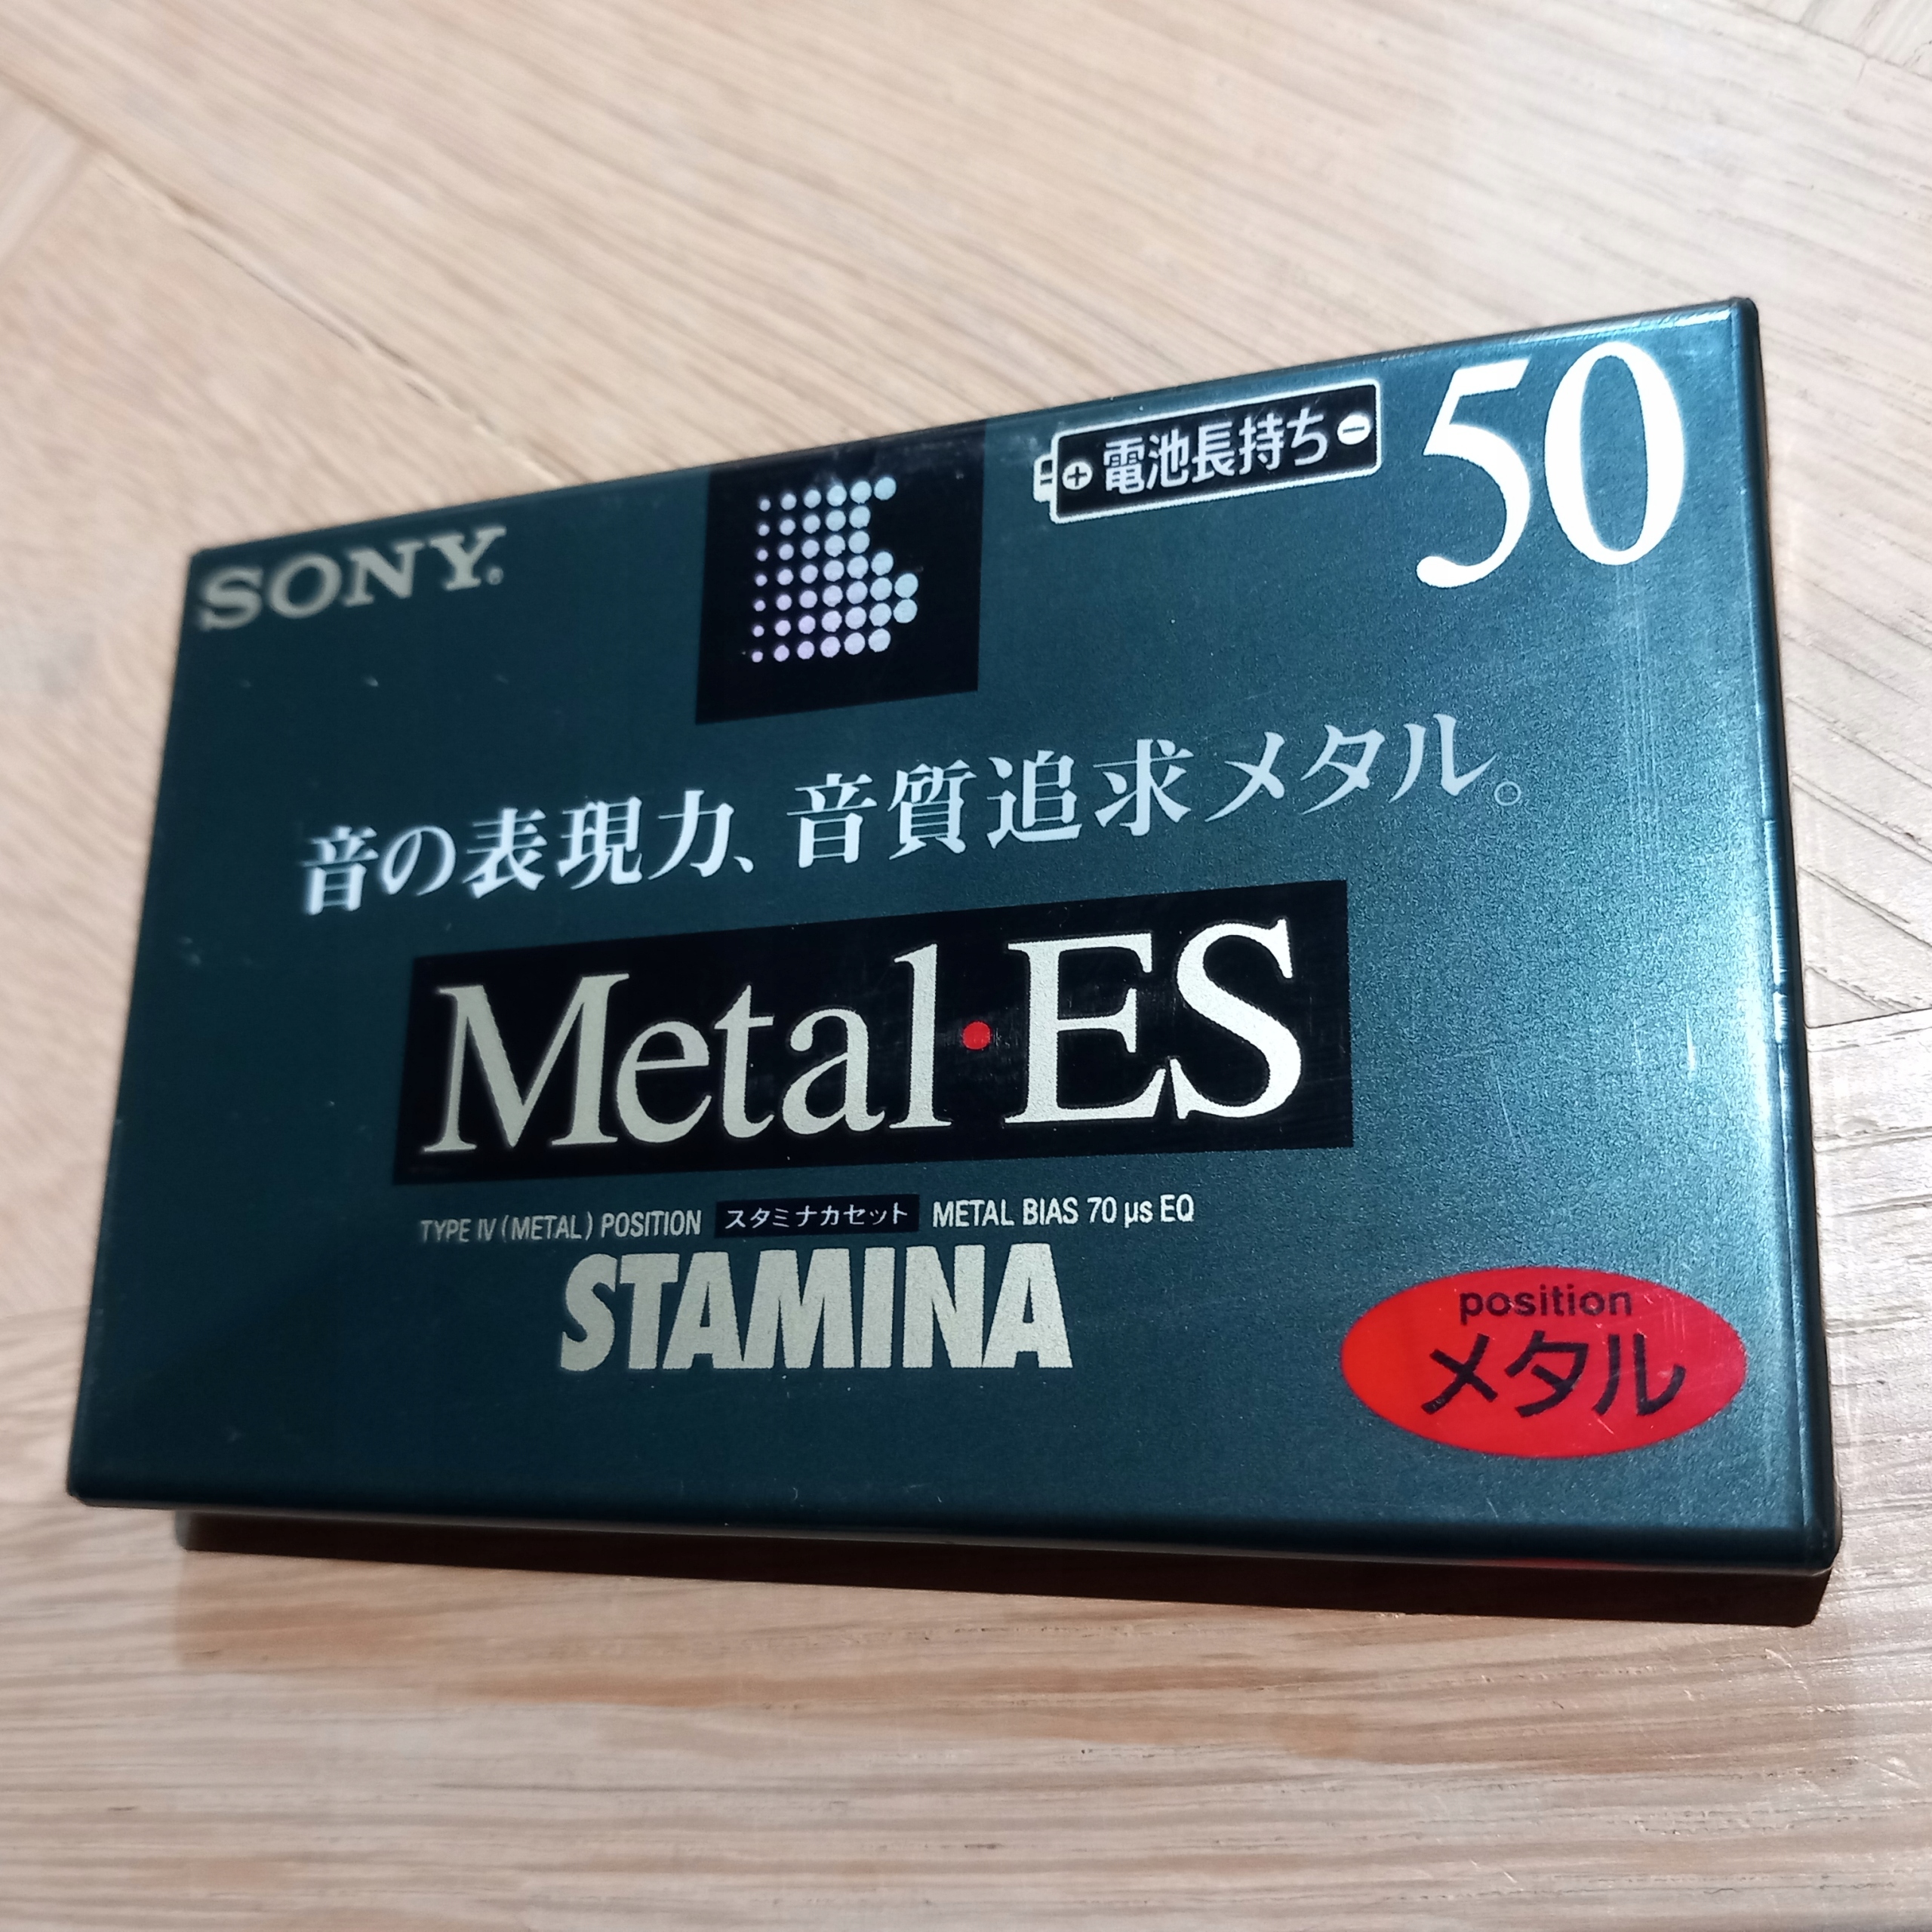 SONY®
⊕ 電池長持ち ⊖
50
音の表現力、音質追求メタル。
Metal・ES
TYPE IV (METAL) POSITION スタミナカセット METAL BIAS 70 µs EQ
STAMINA
position
メタル